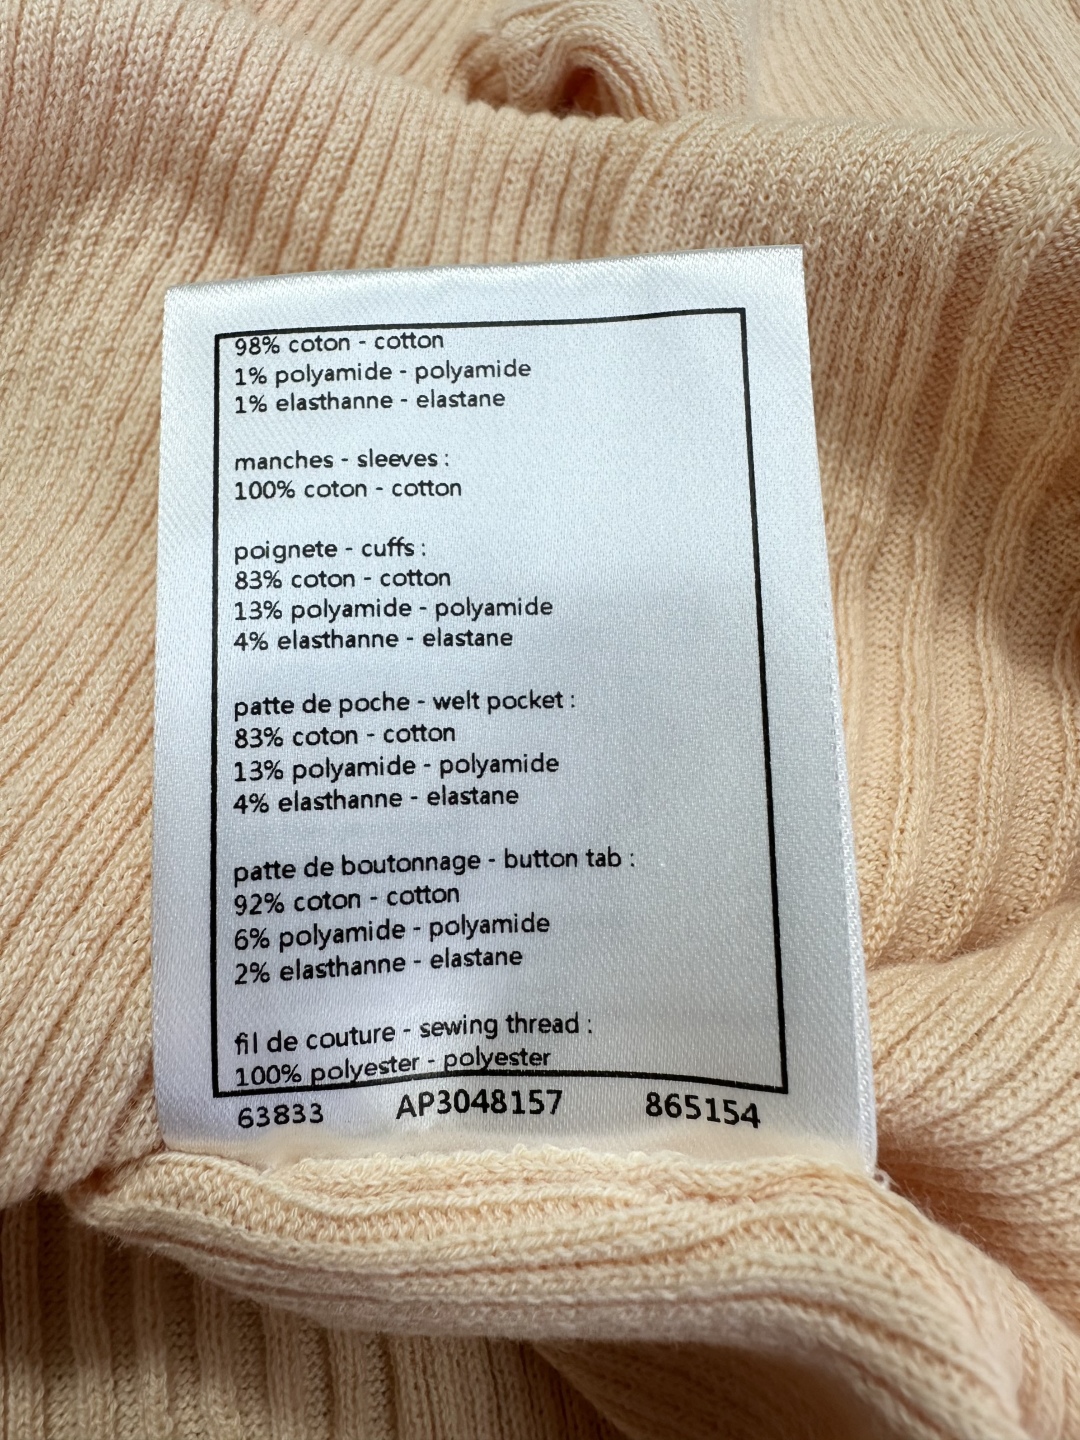 98% coton - cotton
1% polyamide - polyamide
1% elasthanne - elastane
manches - sleeves :
100% coton - cotton
poignete - cuffs :
83% coton - cotton
13% polyamide - polyamide
4% elasthanne - elastane
patte de poche - welt pocket :
83% coton - cotton
13% polyamide - polyamide
4% elasthanne - elastane
patte de boutonnage - button tab :
92% coton - cotton
6% polyamide - polyamide
2% elasthanne - elastane
fil de couture - sewing thread :
100% polyester - polyester
63833 AP3048157 865154